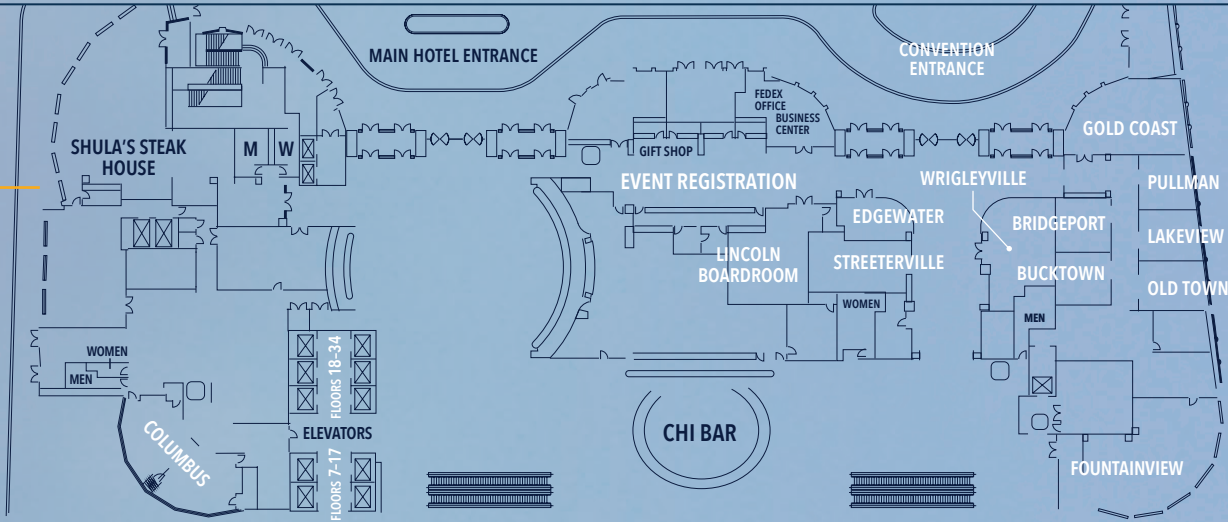 MAIN HOTEL ENTRANCE
CONVENTION
ENTRANCE
FEDEX
OFFICE
BUSINESS
CENTER
GOLD COAST
SHULA'S STEAK
HOUSE
M W
GIFT SHOP
EVENT REGISTRATION
WRIGLEYVILLE
PULLMAN
EDGEWATER
BRIDGEPORT
LAKEVIEW
LINCOLN
BOARDROOM
STREETERVILLE
BUCKTOWN
OLD TOWN
WOMEN
MEN
WOMEN
MEN
FLOORS 18–34
ELEVATORS
FLOORS 7–17
COLUMBUS
CHI BAR
FOUNTAINVIEW